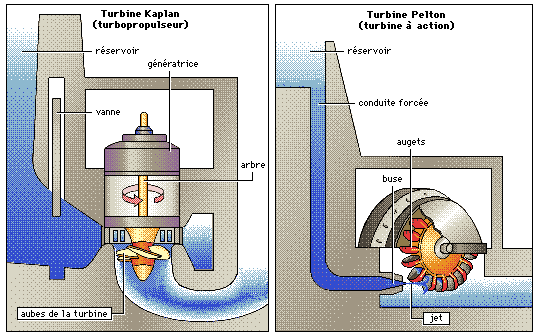 Turbine Kaplan
(turbopropulseur)
réservoir
génératrice
vanne
arbre
aubes de la turbine
Turbine Pelton
(turbine à action)
réservoir
conduite forcée
augets
buse
jet